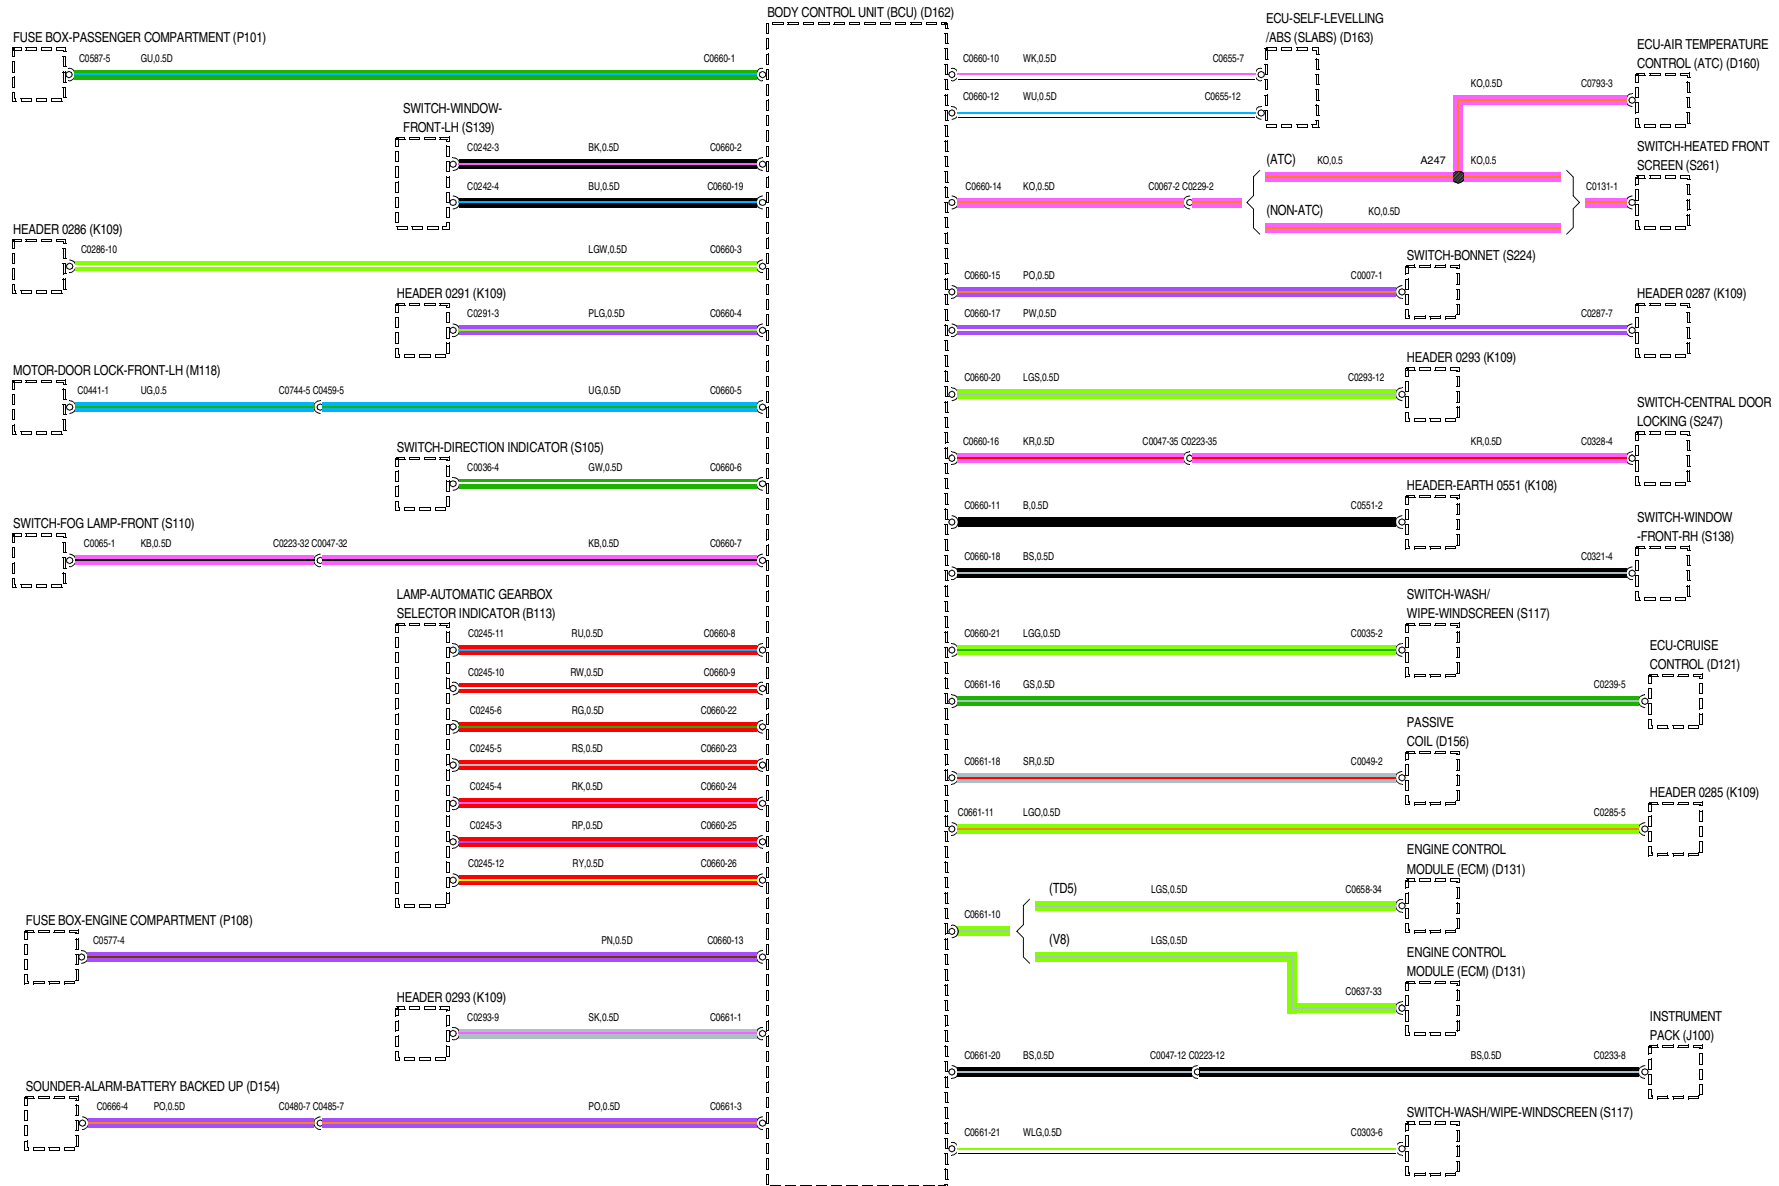 BODY CONTROL UNIT (BCU) (D162)
FUSE BOX-PASSENGER COMPARTMENT (P101)
C0587-5 GU,0.5D C0660-1
SWITCH-WINDOW-
FRONT-LH (S139)
C0242-3 BK,0.5D C0660-2
C0242-4 BU,0.5D C0660-19
HEADER 0286 (K109)
C0286-10 LGW,0.5D C0660-3
HEADER 0291 (K109)
C0291-3 PLG,0.5D C0660-4
MOTOR-DOOR LOCK-FRONT-LH (M118)
C0441-1 UG,0.5 C0744-5 C0459-5 UG,0.5D C0660-5
SWITCH-DIRECTION INDICATOR (S105)
C0036-4 GW,0.5D C0660-6
SWITCH-FOG LAMP-FRONT (S110)
C0065-1 KB,0.5D C0223-32 C0047-32 KB,0.5D C0660-7
LAMP-AUTOMATIC GEARBOX
SELECTOR INDICATOR (B113)
C0245-11 RU,0.5D C0660-8
C0245-10 RW,0.5D C0660-9
C0245-6 RG,0.5D C0660-22
C0245-5 RS,0.5D C0660-23
C0245-4 RK,0.5D C0660-24
C0245-3 RP,0.5D C0660-25
C0245-12 RY,0.5D C0660-26
FUSE BOX-ENGINE COMPARTMENT (P108)
C0577-4 PN,0.5D C0660-13
HEADER 0293 (K109)
C0293-9 SK,0.5D C0661-1
SOUNDER-ALARM-BATTERY BACKED UP (D154)
C0666-4 PO,0.5D C0480-7 C0485-7 PO,0.5D C0661-3
ECU-SELF-LEVELLING
/ABS (SLABS) (D163)
C0660-10 WK,0.5D C0655-7
C0660-12 WU,0.5D C0655-12
ECU-AIR TEMPERATURE
CONTROL (ATC) (D160)
KO,0.5D C0793-3
SWITCH-HEATED FRONT
SCREEN (S261)
(ATC) KO,0.5 A247 KO,0.5
C0660-14 KO,0.5D C0067-2 C0229-2 C0131-1
(NON-ATC) KO,0.5D
SWITCH-BONNET (S224)
C0660-15 PO,0.5D C0007-1
HEADER 0287 (K109)
C0660-17 PW,0.5D C0287-7
HEADER 0293 (K109)
C0660-20 LGS,0.5D C0293-12
SWITCH-CENTRAL DOOR
LOCKING (S247)
C0660-16 KR,0.5D C0047-35 C0223-35 KR,0.5D C0328-4
HEADER-EARTH 0551 (K108)
C0660-11 B,0.5D C0551-2
SWITCH-WINDOW
-FRONT-RH (S138)
C0660-18 BS,0.5D C0321-4
SWITCH-WASH/
WIPE-WINDSCREEN (S117)
C0660-21 LGG,0.5D C0035-2
ECU-CRUISE
CONTROL (D121)
C0661-16 GS,0.5D C0239-5
PASSIVE
COIL (D156)
C0661-18 SR,0.5D C0049-2
HEADER 0285 (K109)
C0661-11 LGO,0.5D C0285-5
ENGINE CONTROL
MODULE (ECM) (D131)
(TD5) LGS,0.5D C0658-34
C0661-10
(V8) LGS,0.5D
ENGINE CONTROL
MODULE (ECM) (D131)
C0637-33
INSTRUMENT
PACK (J100)
C0661-20 BS,0.5D C0047-12 C0223-12 BS,0.5D C0233-8
SWITCH-WASH/WIPE-WINDSCREEN (S117)
C0661-21 WLG,0.5D C0303-6